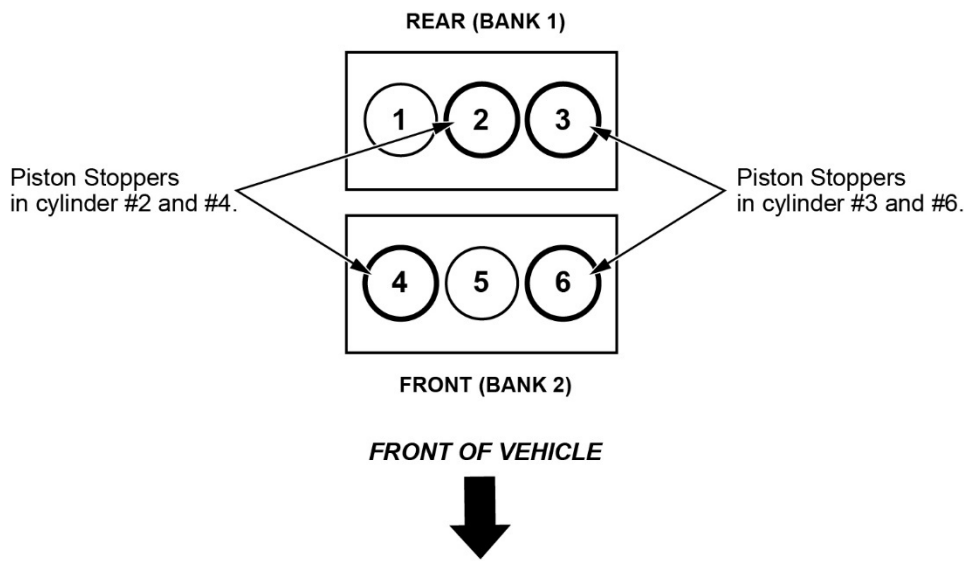 REAR (BANK 1)
1 2 3
Piston Stoppers
in cylinder #2 and #4.
Piston Stoppers
in cylinder #3 and #6.
4 5 6
FRONT (BANK 2)
FRONT OF VEHICLE